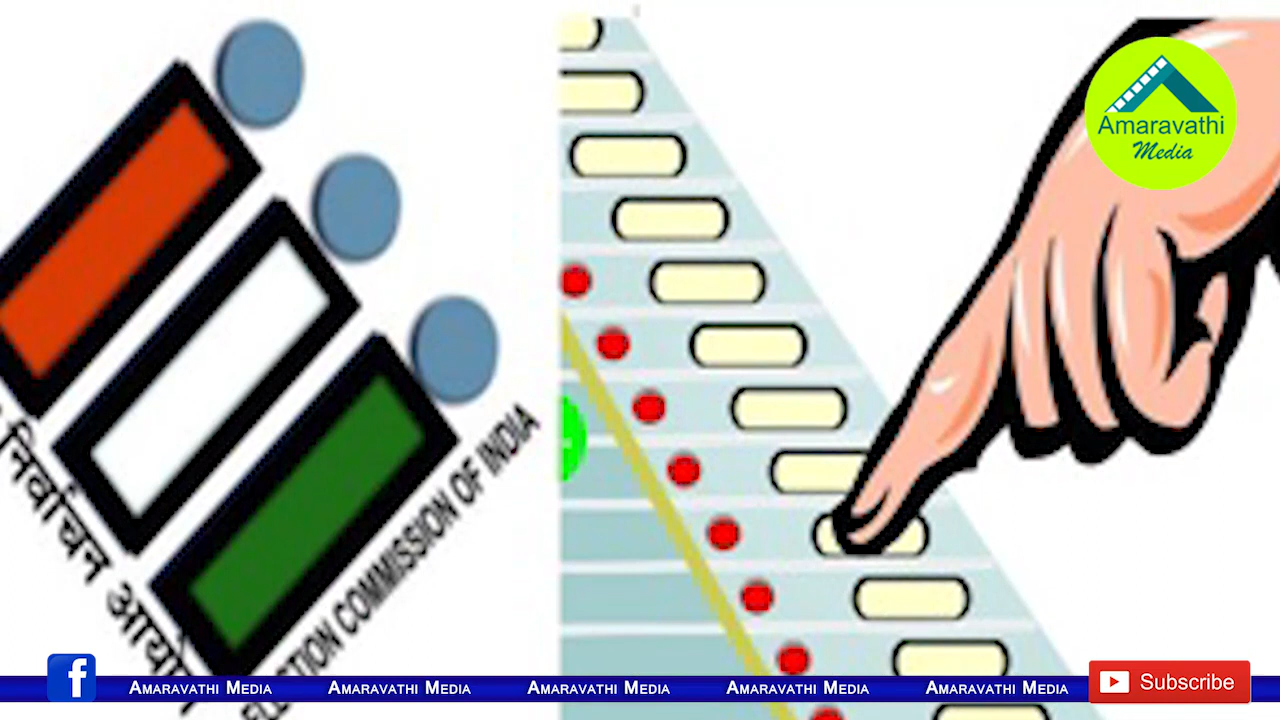 निर्वाचन आयोग
ELECTION COMMISSION OF INDIA
Amaravathi
Media
f
Amaravathi Media Amaravathi Media Amaravathi Media Amaravathi Media Amaravathi Media
Subscribe